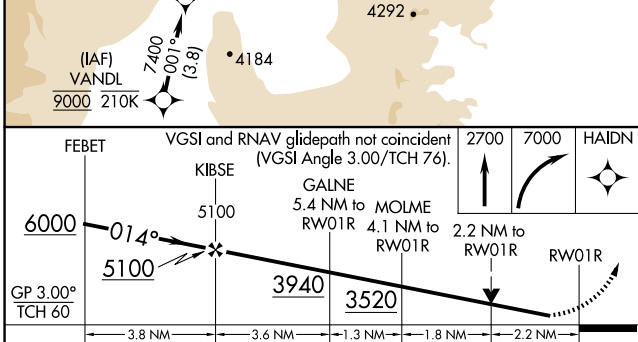 4292
(IAF)
VANDL
9000 210K
7400
001°
(3.8)
4184
VGSI and RNAV glidepath not coincident
(VGSI Angle 3.00/TCH 76).
2700
7000
HAIDN
FEBET
KIBSE
5100
GALNE
5.4 NM to
RW01R
MOLME
4.1 NM to
RW01R
2.2 NM to
RW01R
RW01R
6000
014°
5100
3940
3520
GP 3.00°
TCH 60
3.8 NM
3.6 NM
1.3 NM
1.8 NM
2.2 NM